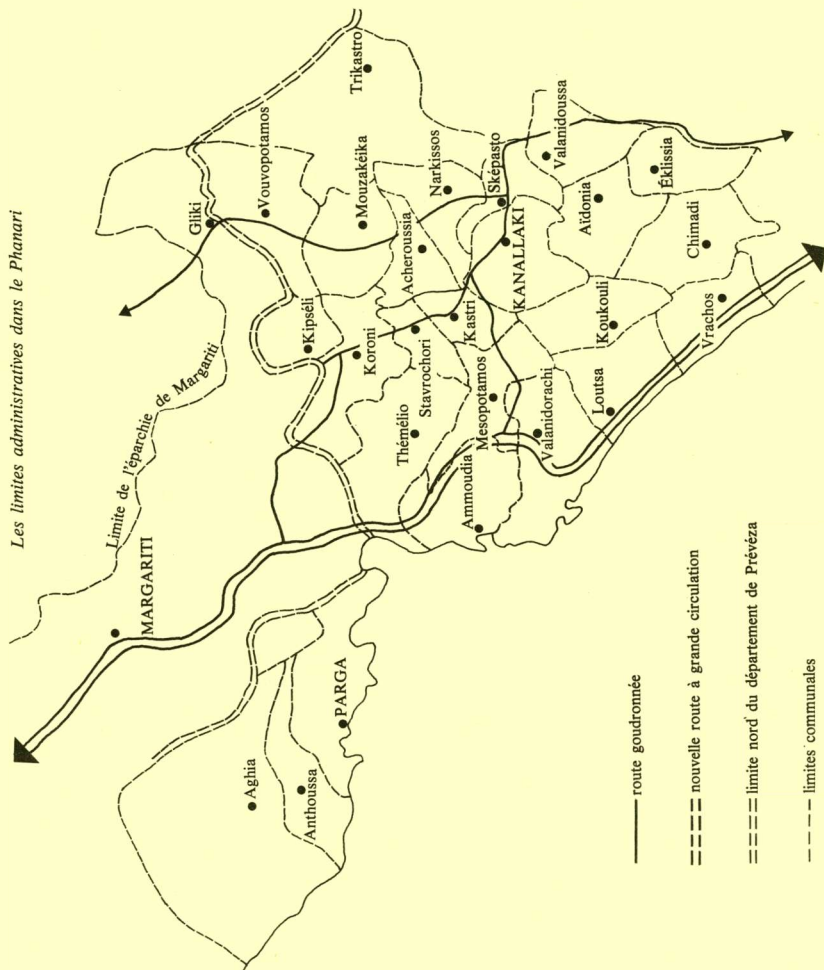 Les limites administratives dans le Phanari
Trikastro
Vouvopotamos
Gliki
Mouzakéika
Narkissos
Sképasto
Valanidoussa
Éklissia
Aïdonia
Acheroussia
KANALLAKI
Chimadi
Kipséli
Koroni
Stavrochori
Kastri
Koukouli
Vrachos
Limite de l'éparchie de Margariti
Thémélio
Mesopotamos
Valanidorachi
Loutsa
Ammoudia
MARGARITI
PARGA
Aghia
Anthoussa
route goudronnée
nouvelle route à grande circulation
limite nord du département de Prévéza
limites communales